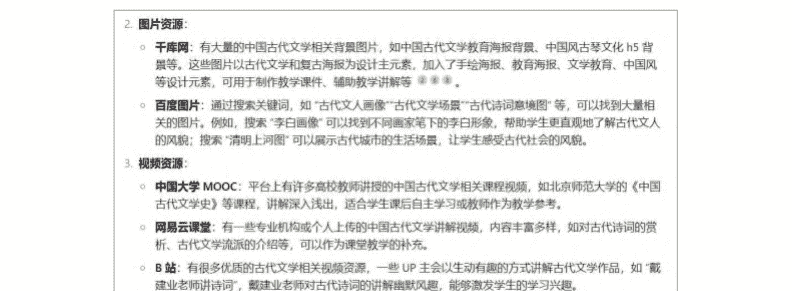 2. 图片资源：
○ 千库网：有大量的中国古代文学相关背景图片，如中国古代文学教育海报背景、中国风古琴文化 h5 背
景等。这些图片以古代文学和复古海报为设计主元素，加入了手绘海报、教育海报、文学教育、中国风
等设计元素，可用于制作教学课件、辅助教学讲解等 。
○ 百度图片：通过搜索关键词，如 “古代文人画像”“古代文学场景”“古代诗词意境图” 等，可以找到大量相
关的图片。例如，搜索 “李白画像” 可以找到不同画家笔下的李白形象，帮助学生更直观地了解古代文人
的风貌；搜索 “清明上河图” 可以展示古代城市的生活场景，让学生感受古代社会的风貌。
3. 视频资源：
○ 中国大学 MOOC：平台上有许多高校教师讲授的中国古代文学相关课程视频，如北京师范大学的《中国
古代文学史》等课程，讲解深入浅出，适合学生课后自主学习或教师作为教学参考。
○ 网易云课堂：有一些专业机构或个人上传的中国古代文学讲解视频，内容丰富多样，如对古代诗词的赏
析、古代文学流派的介绍等，可以作为课堂教学的补充。
○ B 站：有很多优质的古代文学相关视频资源，一些 UP 主会以生动有趣的方式讲解古代文学作品，如 “戴
建业老师讲诗词”，戴建业老师对古代诗词的讲解幽默风趣，能够激发学生的学习兴趣。